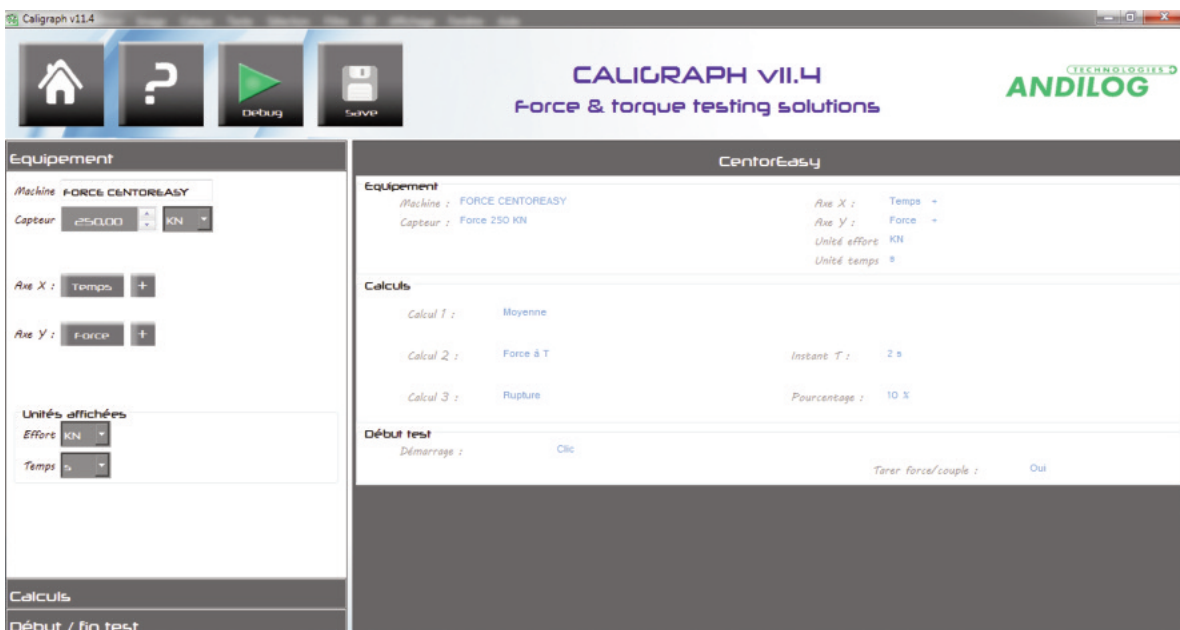 Caligraph v11.4
Debug
Save
CALIGRAPH v11.4
Force & torque testing solutions
TECHNOLOGIES
ANDILOG
Equipement
Machine FORCE CENTOREASY
Capteur 250,00 KN
Axe X : Temps +
Axe Y : Force +
Unités affichées
Effort KN
Temps s
Calculs
Début / fin test
CentorEasy
Equipement
Machine : FORCE CENTOREASY Axe X : Temps +
Capteur : Force 250 KN Axe Y : Force +
Unité effort KN
Unité temps s
Calculs
Calcul 1 : Moyenne
Calcul 2 : Force à T Instant T : 2 s
Calcul 3 : Rupture Pourcentage : 10 %
Début test
Démarrage : Clic
Tarer force/couple : Oui